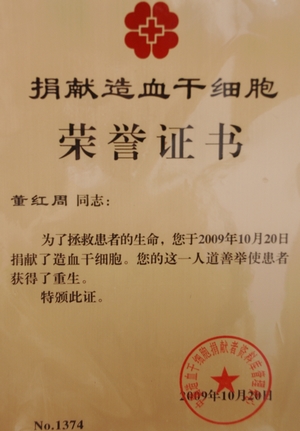 捐献造血干细胞
荣誉证书
董红周 同志：
为了拯救患者的生命，您于2009年10月20日
捐献了造血干细胞。您的这一人道善举使患者
获得了重生。
特颁此证。
2009年10月20日
No.1374